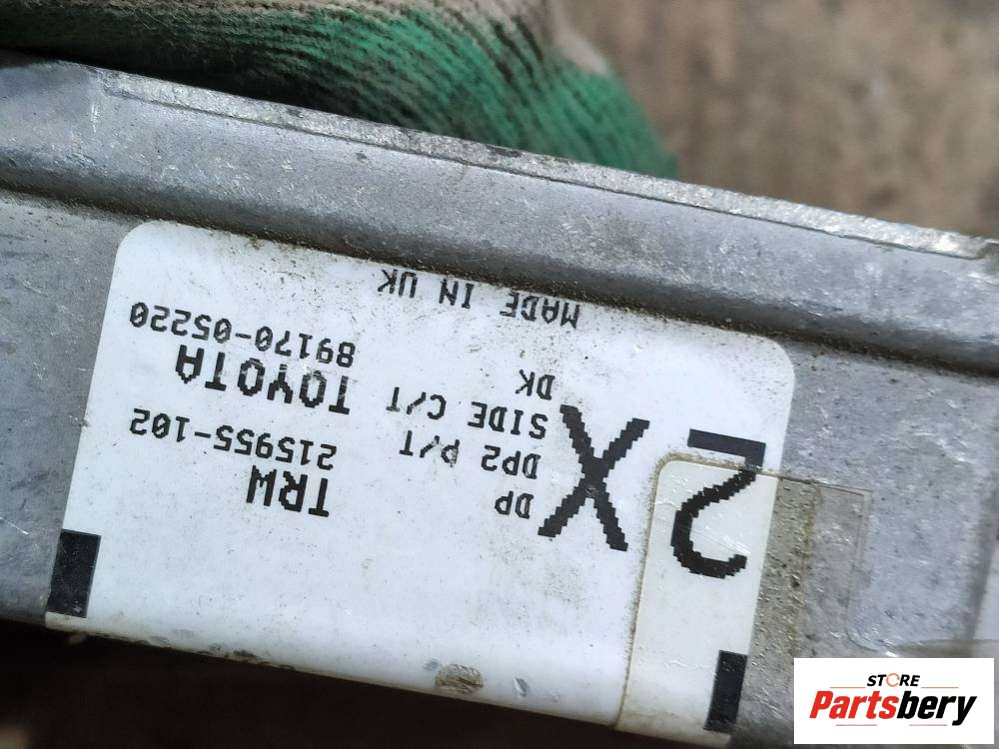 2X
DP
DP2 P/T
SIDE C/T
DK
TRW
215955-102
TOYOTA
89170-05220
MADE IN UK
STORE
Partsbery